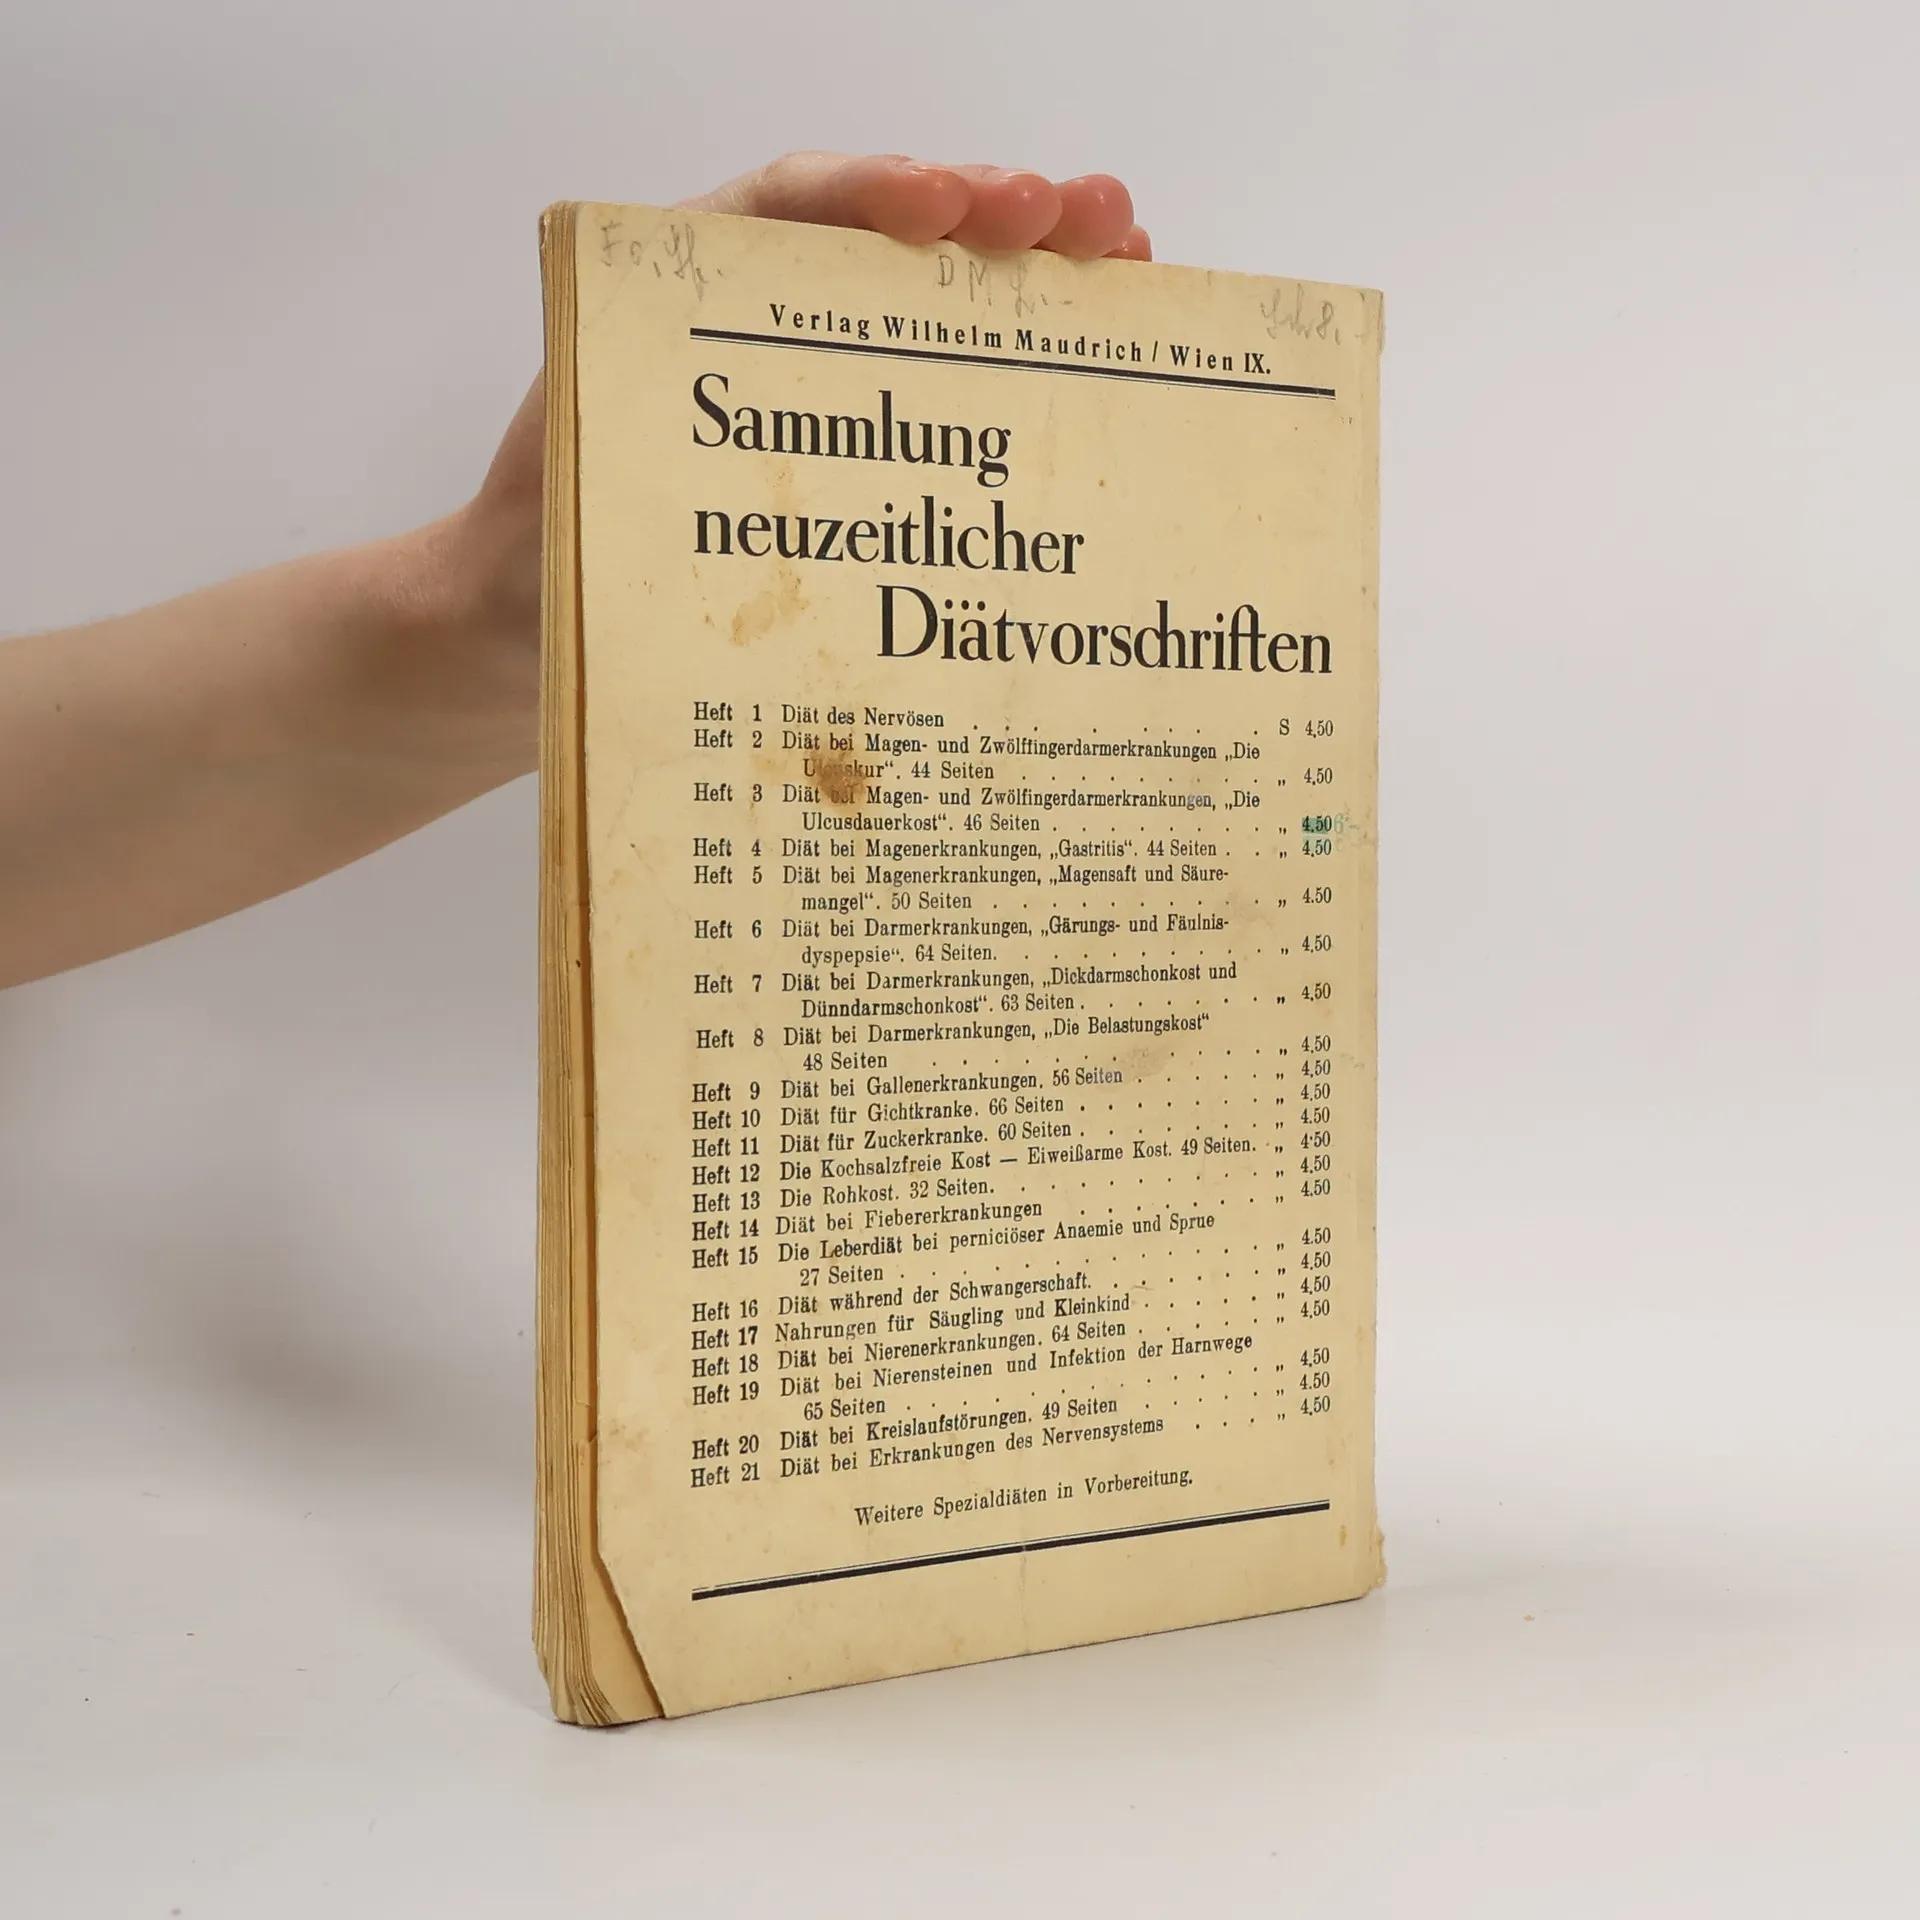 Verlag Wilhelm Maudrich / Wien IX.
Sammlung
neuzeitlicher
Diätvorschriften
Heft 1 Diät des Nervösen . . . . . . . . . S 4,50
Heft 2 Diät bei Magen- und Zwölffingerdarmerkrankungen „Die
Ulcuskur“. 44 Seiten . . . . . . . . „ 4,50
Heft 3 Diät bei Magen- und Zwölfingerdarmerkrankungen, „Die
Ulcusdauerkost“. 46 Seiten . . . . . . . . „ 4.50 6·–
Heft 4 Diät bei Magenerkrankungen, „Gastritis“. 44 Seiten . . „ 4,50
Heft 5 Diät bei Magenerkrankungen, „Magensaft und Säure-
mangel“. 50 Seiten . . . . . . . . . . „ 4.50
Heft 6 Diät bei Darmerkrankungen, „Gärungs- und Fäulnis-
dyspepsie“. 64 Seiten. . . . . . . . . . „ 4,50
Heft 7 Diät bei Darmerkrankungen, „Dickdarmschonkost und
Dünndarmschonkost“. 63 Seiten . . . . . . . „ 4,50
Heft 8 Diät bei Darmerkrankungen, „Die Belastungskost“
48 Seiten . . . . . . . . . . . „ 4,50
Heft 9 Diät bei Gallenerkrankungen. 56 Seiten . . . . . „ 4,50
Heft 10 Diät für Gichtkranke. 66 Seiten . . . . . . . „ 4,50
Heft 11 Diät für Zuckerkranke. 60 Seiten . . . . . . . „ 4.50
Heft 12 Die Kochsalzfreie Kost — Eiweißarme Kost. 49 Seiten. . „ 4·50
Heft 13 Die Rohkost. 32 Seiten. . . . . . . . . . „ 4.50
Heft 14 Diät bei Fiebererkrankungen . . . . . . . „ 4.50
Heft 15 Die Leberdiät bei perniciöser Anaemie und Sprue
27 Seiten . . . . . . . . . . . . „ 4.50
Heft 16 Diät während der Schwangerschaft. . . . . . . „ 4.50
Heft 17 Nahrungen für Säugling und Kleinkind . . . . . „ 4,50
Heft 18 Diät bei Nierenerkrankungen. 64 Seiten . . . . . „ 4,50
Heft 19 Diät bei Nierensteinen und Infektion der Harnwege
65 Seiten . . . . . . . . . . . . „ 4,50
Heft 20 Diät bei Kreislaufstörungen. 49 Seiten . . . . . „ 4.50
Heft 21 Diät bei Erkrankungen des Nervensystems . . . „ 4,50
Weitere Spezialdiäten in Vorbereitung.